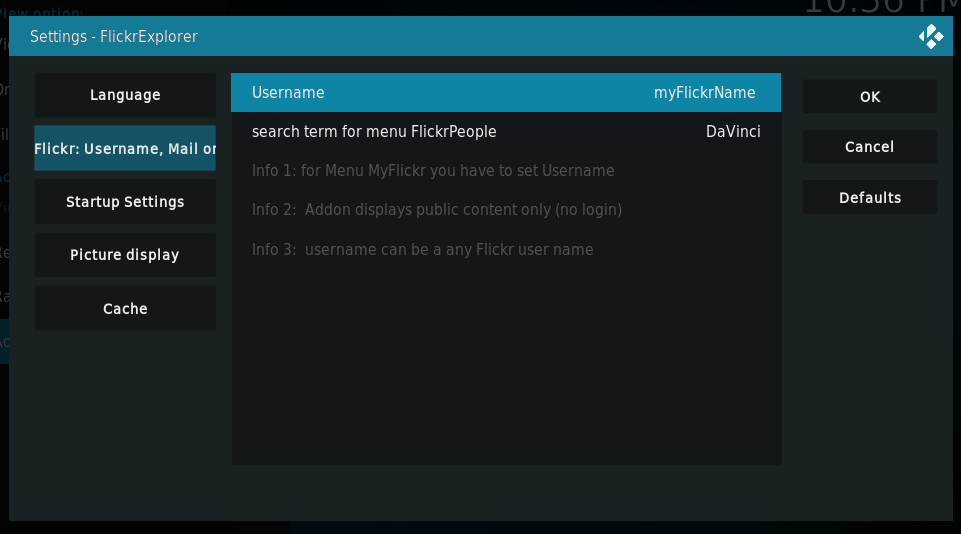 View option:
10:56 PM
Settings - FlickrExplorer
Language
Flickr: Username, Mail or
Startup Settings
Picture display
Cache
Username myFlickrName
search term for menu FlickrPeople DaVinci
Info 1: for Menu MyFlickr you have to set Username
Info 2:  Addon displays public content only (no login)
Info 3:  username can be a any Flickr user name
OK
Cancel
Defaults